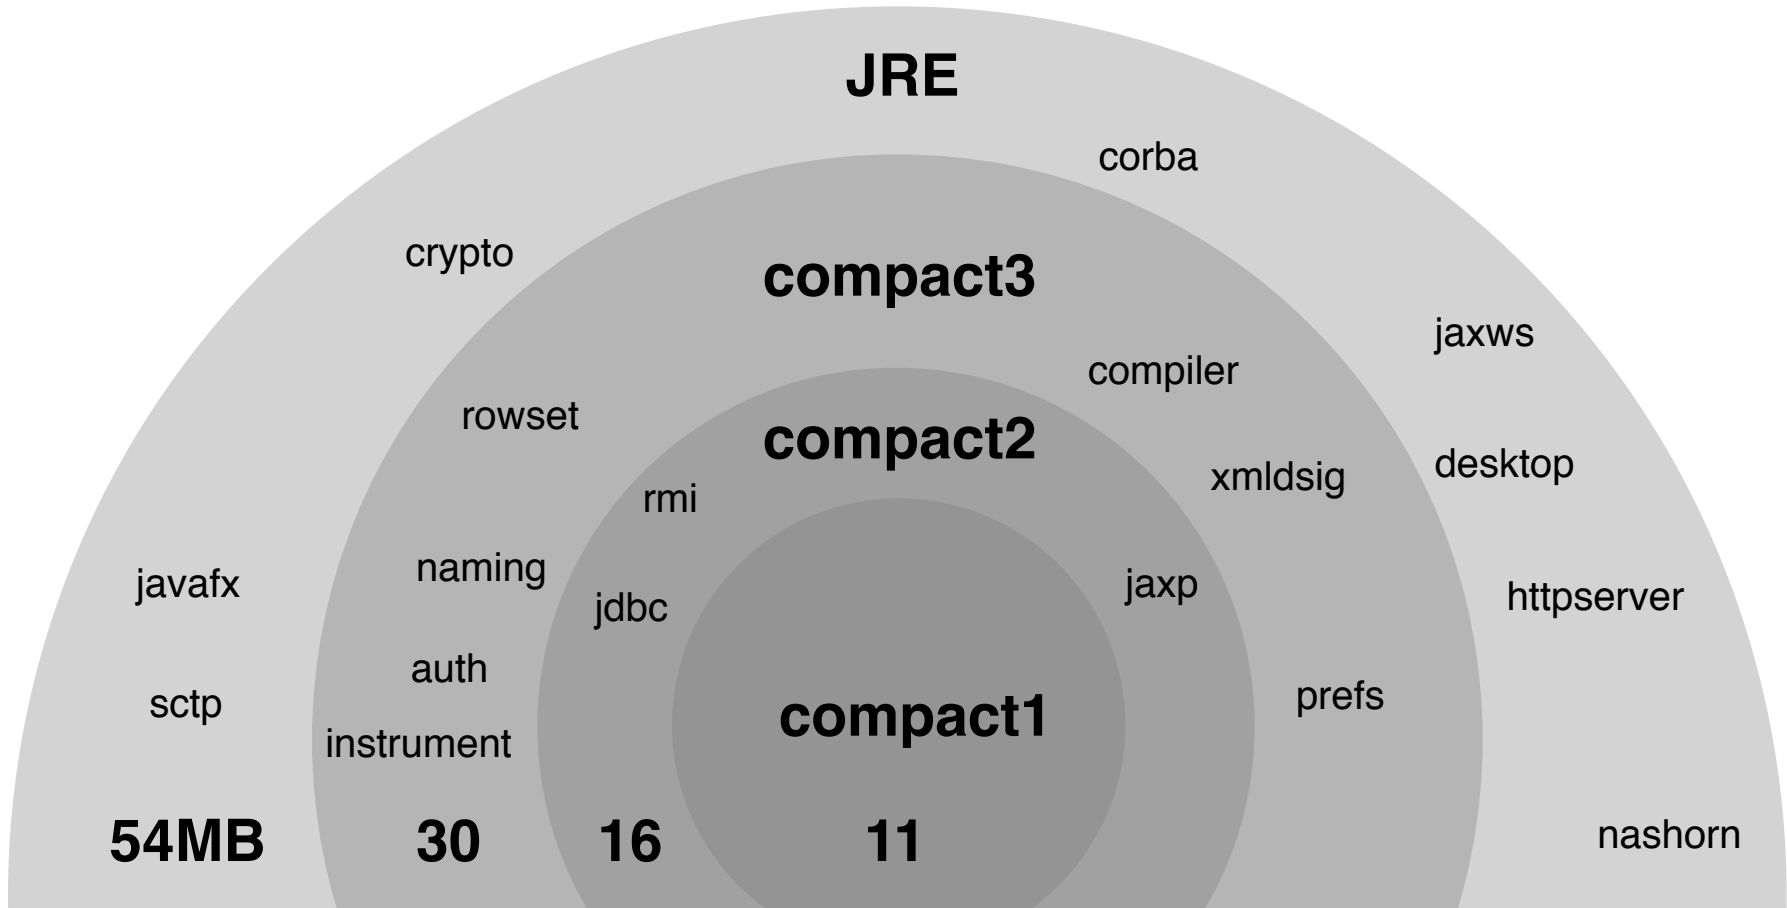 JRE
corba
crypto
compact3
jaxws
compiler
rowset
compact2
desktop
xmldsig
rmi
naming
javafx
jaxp
httpserver
jdbc
auth
prefs
sctp
compact1
instrument
54MB 30 16 11
nashorn